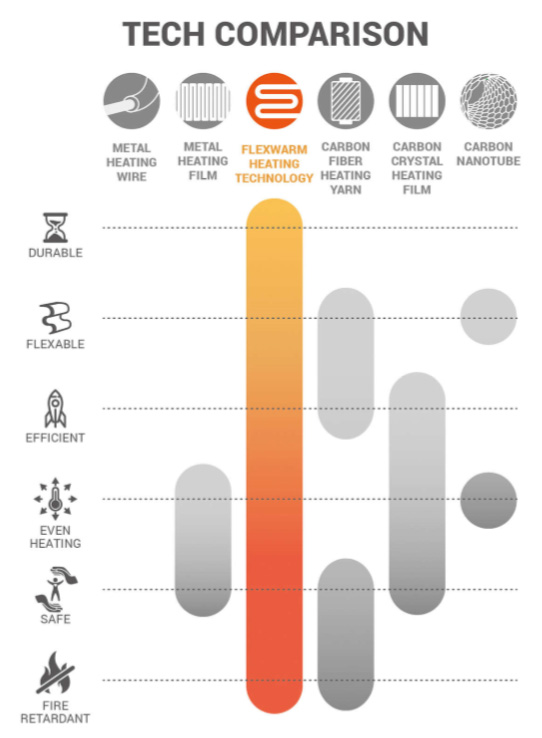 TECH COMPARISON
METAL
HEATING
WIRE
METAL
HEATING
FILM
FLEXWARM
HEATING
TECHNOLOGY
CARBON
FIBER
HEATING
YARN
CARBON
CRYSTAL
HEATING
FILM
CARBON
NANOTUBE
DURABLE
FLEXABLE
EFFICIENT
EVEN
HEATING
SAFE
FIRE
RETARDANT